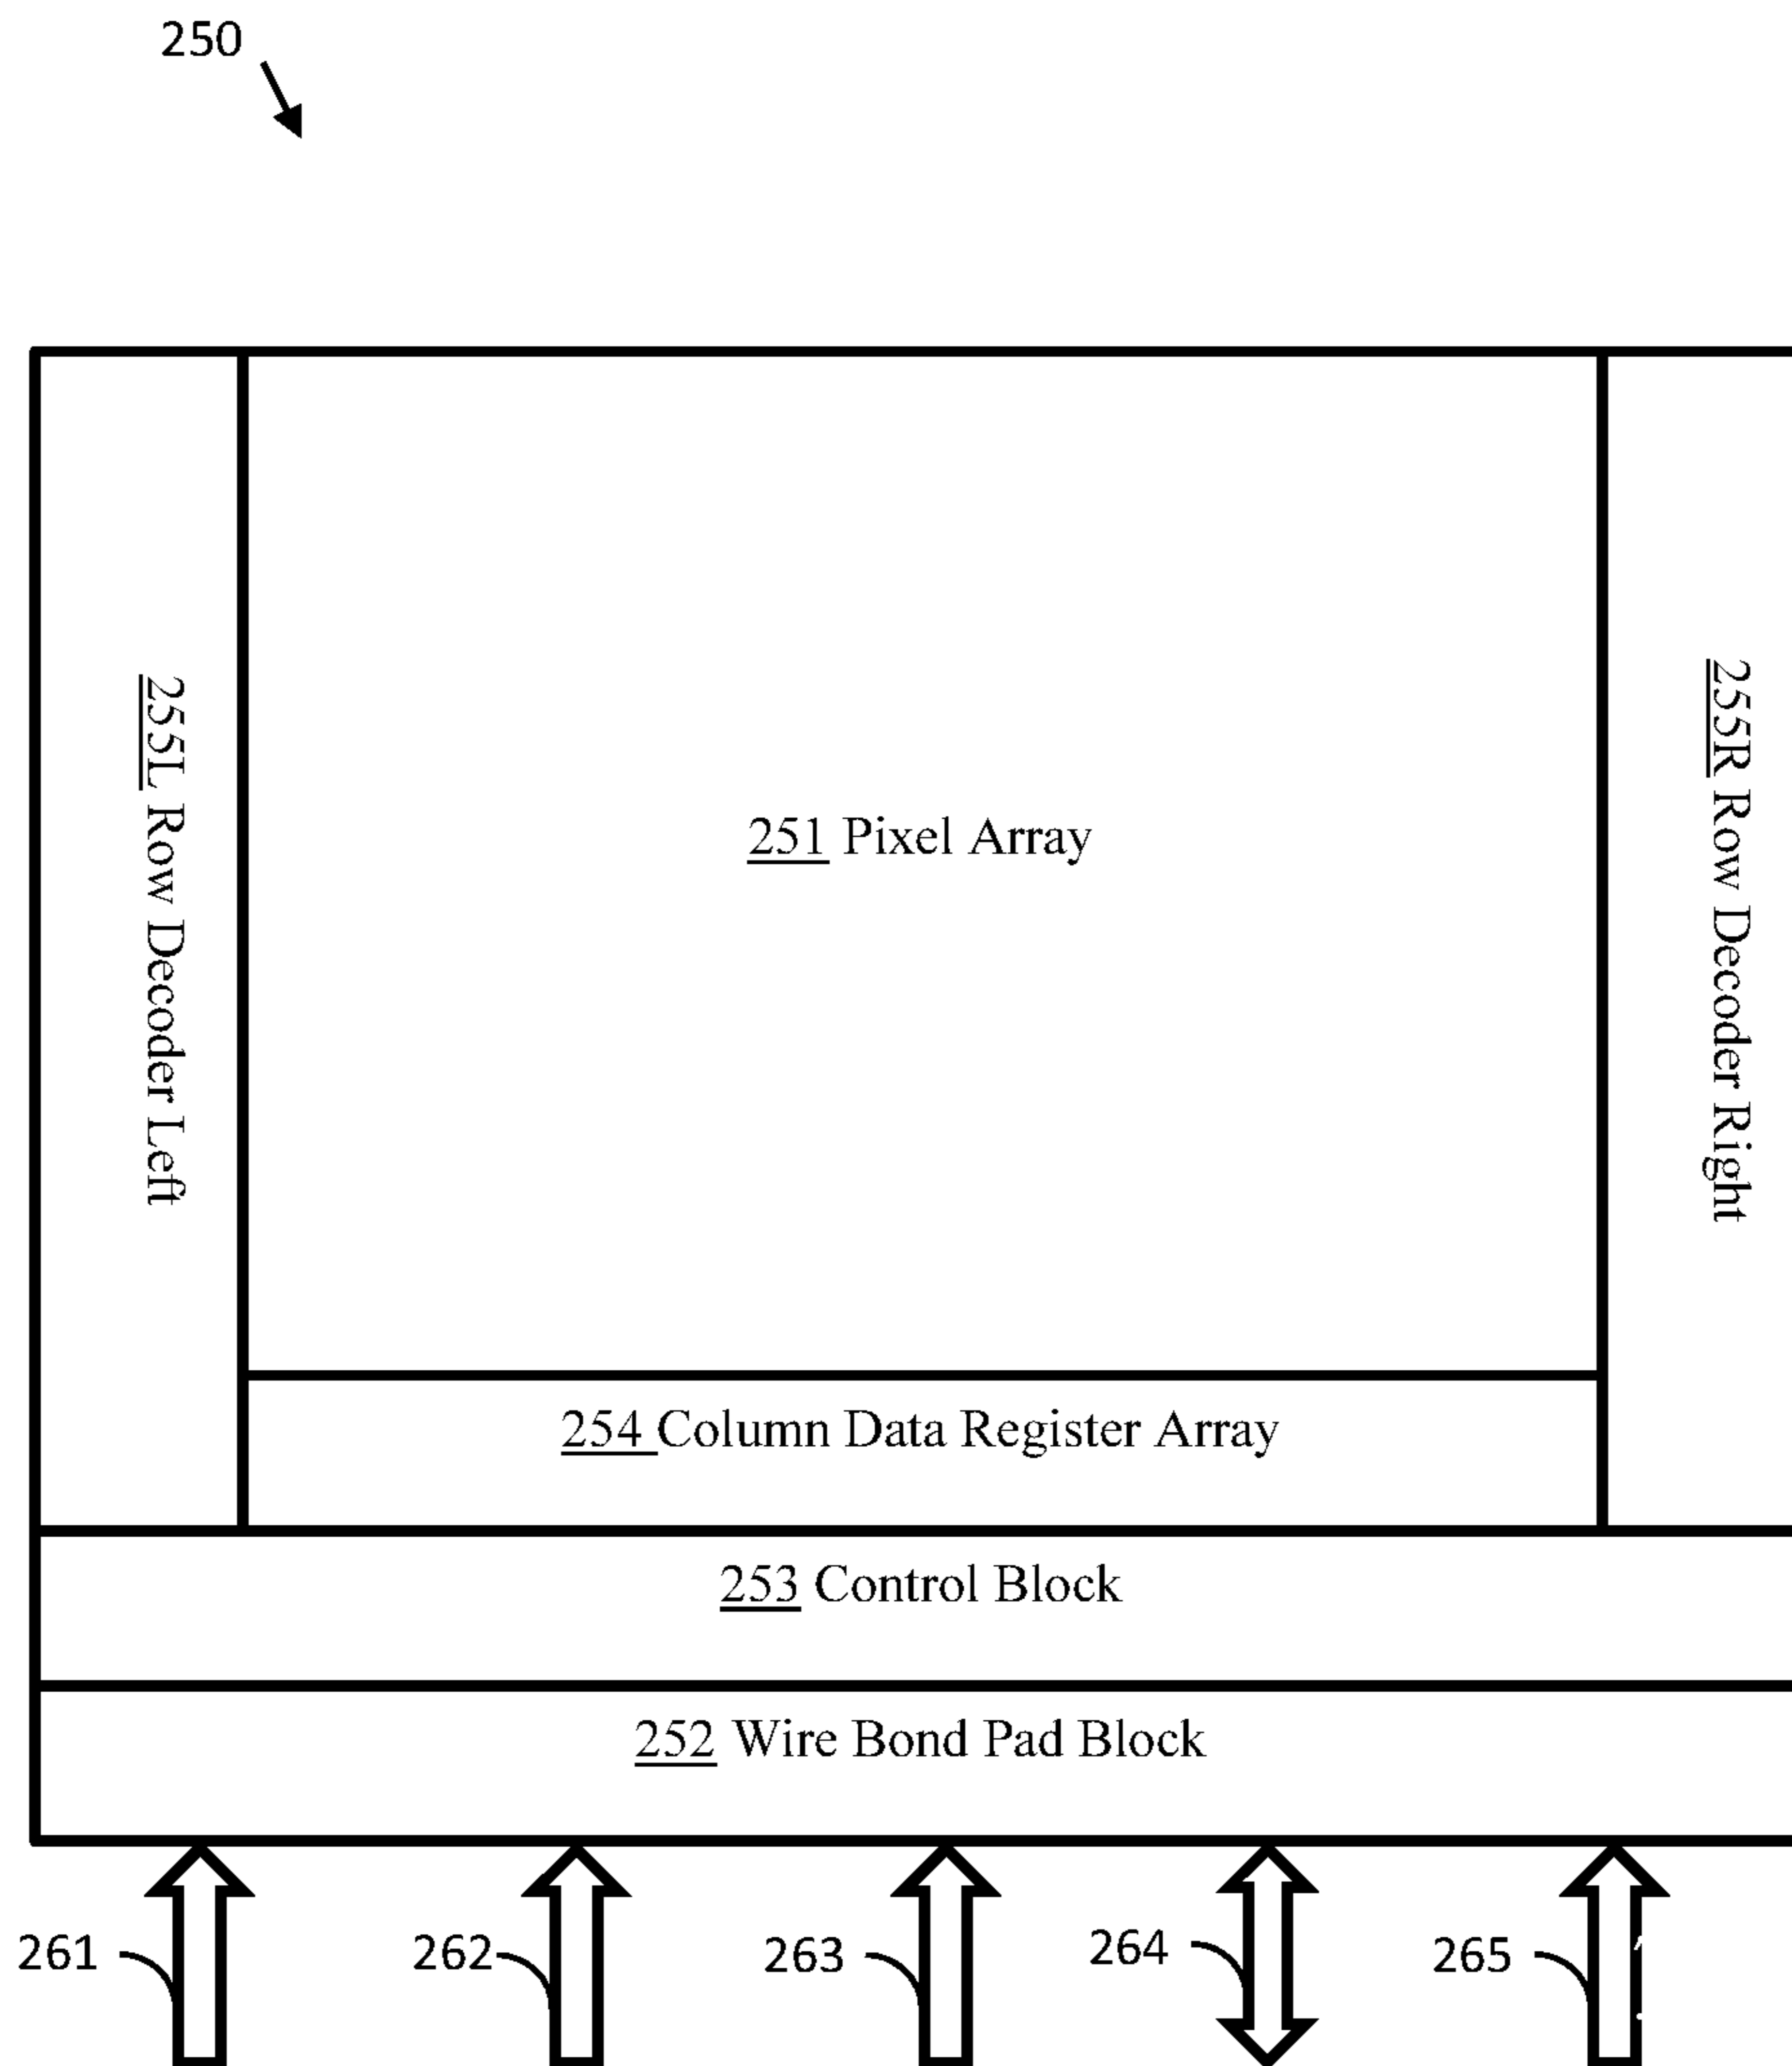 250
255L Row Decoder Left
251 Pixel Array
255R Row Decoder Right
254 Column Data Register Array
253 Control Block
252 Wire Bond Pad Block
261
262
263
264
265